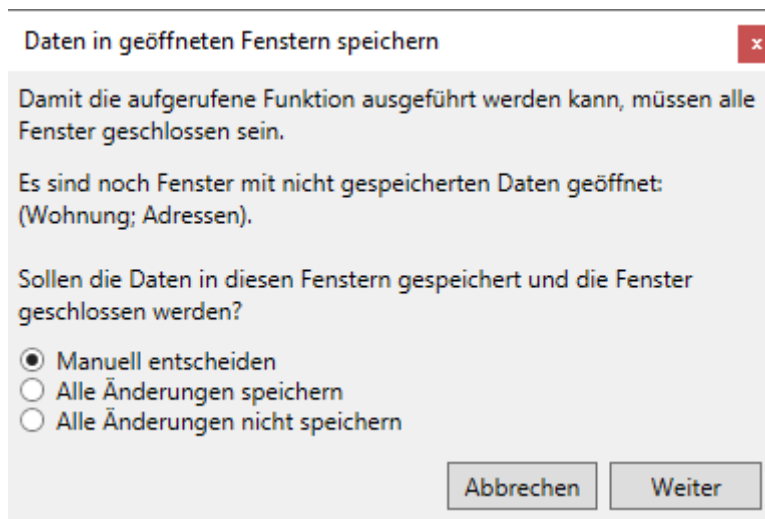 Daten in geöffneten Fenstern speichern
x
Damit die aufgerufene Funktion ausgeführt werden kann, müssen alle
Fenster geschlossen sein.
Es sind noch Fenster mit nicht gespeicherten Daten geöffnet:
(Wohnung; Adressen).
Sollen die Daten in diesen Fenstern gespeichert und die Fenster
geschlossen werden?
Manuell entscheiden
Alle Änderungen speichern
Alle Änderungen nicht speichern
Abbrechen Weiter